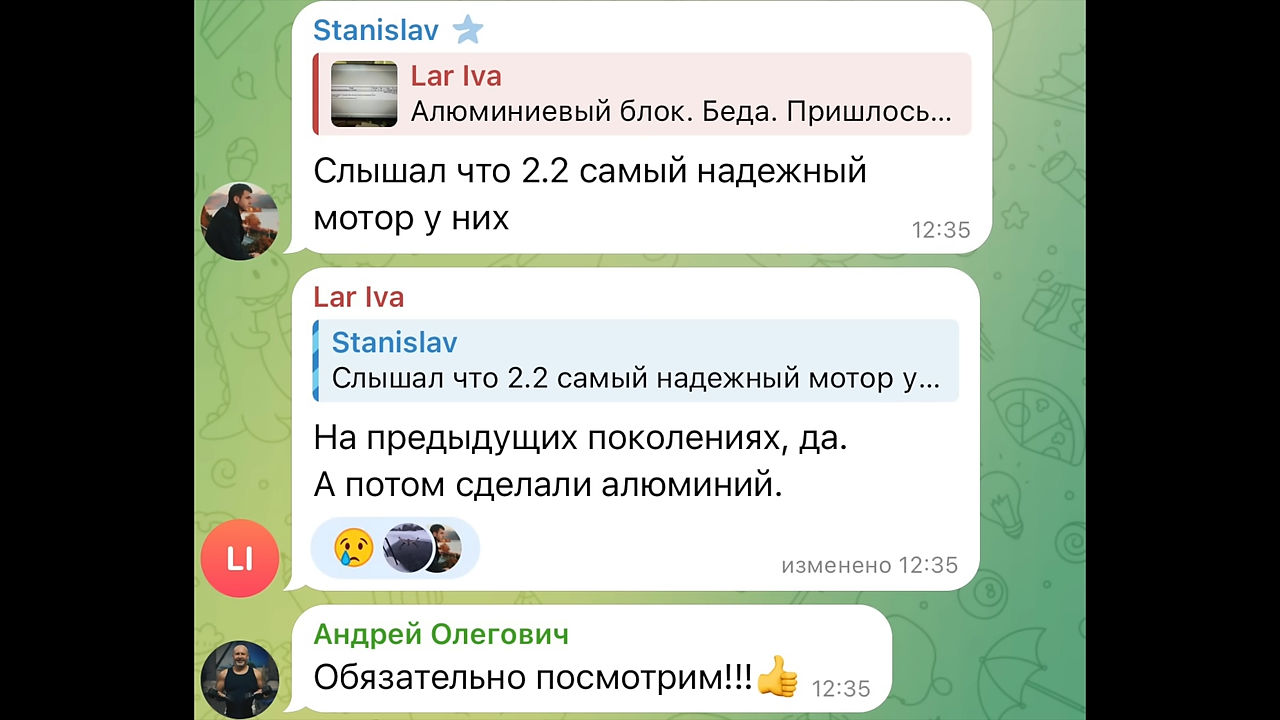 Stanislav
Lar Iva
Алюминиевый блок. Беда. Пришлось...
Слышал что 2.2 самый надежный
мотор у них
12:35
Lar Iva
Stanislav
Слышал что 2.2 самый надежный мотор у...
На предыдущих поколениях, да.
А потом сделали алюминий.
LI
изменено 12:35
Андрей Олегович
Обязательно посмотрим!!!👍 12:35